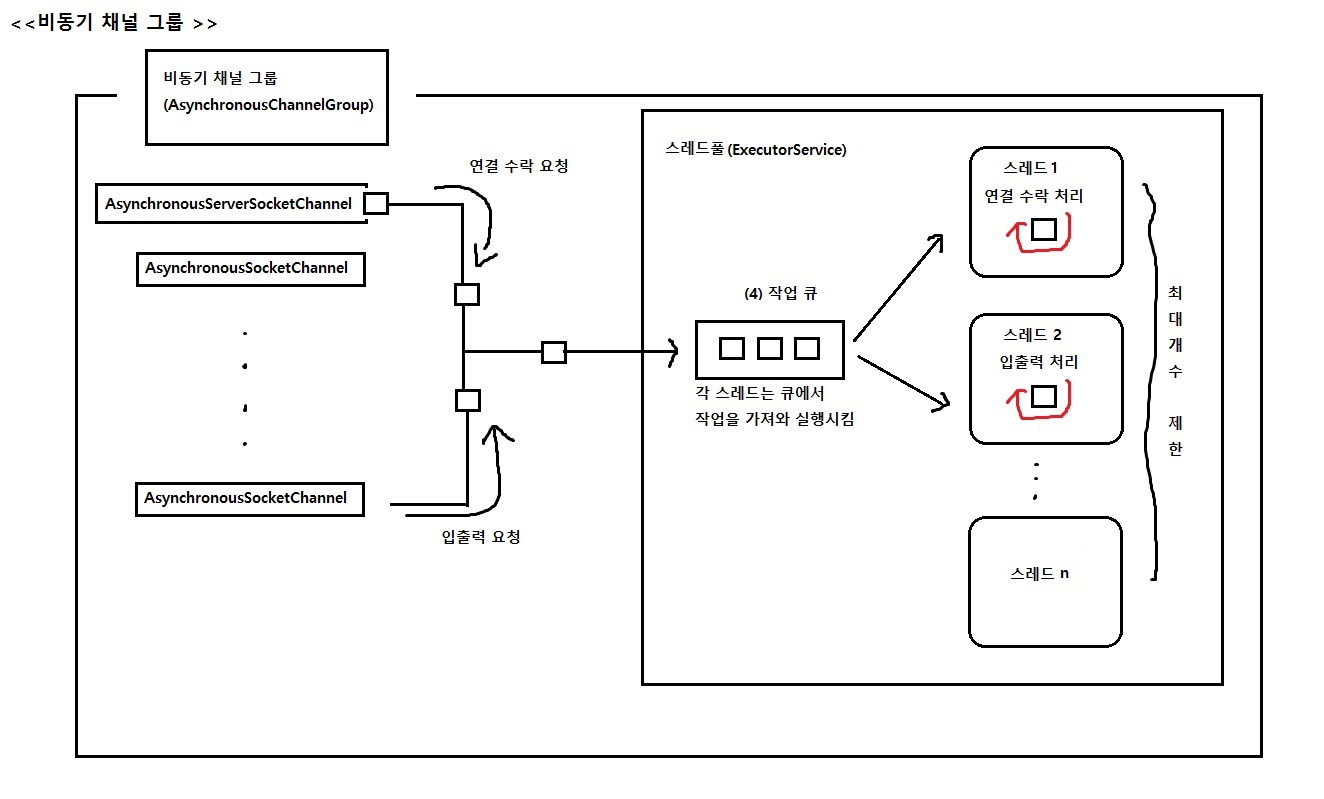 <<비동기 채널 그룹 >>
비동기 채널 그룹
(AsynchronousChannelGroup)
연결 수락 요청
AsynchronousServerSocketChannel
AsynchronousSocketChannel
AsynchronousSocketChannel
입출력 요청
스레드풀 (ExecutorService)
(4) 작업 큐
각 스레드는 큐에서
작업을 가져와 실행시킴
스레드 1
연결 수락 처리
스레드 2
입출력 처리
스레드 n
최
대
개
수
제
한